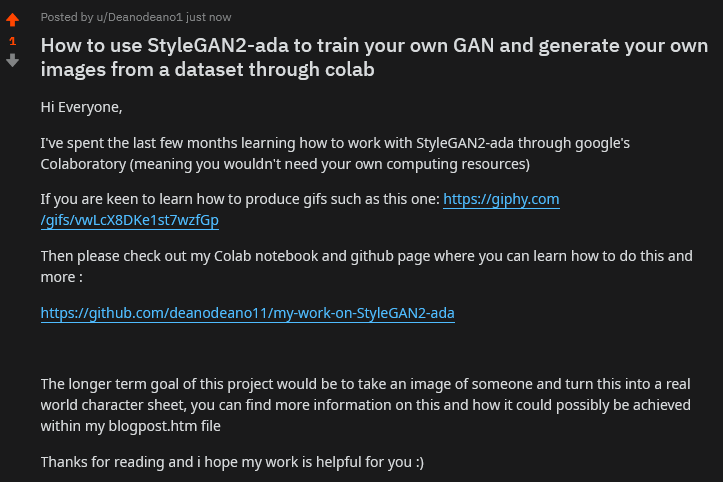 Posted by u/Deanodeano1 just now
1
How to use StyleGAN2-ada to train your own GAN and generate your own
images from a dataset through colab
Hi Everyone,
I've spent the last few months learning how to work with StyleGAN2-ada through google's
Colaboratory (meaning you wouldn't need your own computing resources)
If you are keen to learn how to produce gifs such as this one: https://giphy.com
/gifs/vwLcX8DKe1st7wzfGp
Then please check out my Colab notebook and github page where you can learn how to do this and
more :
https://github.com/deanodeano11/my-work-on-StyleGAN2-ada
The longer term goal of this project would be to take an image of someone and turn this into a real
world character sheet, you can find more information on this and how it could possibly be achieved
within my blogpost.htm file
Thanks for reading and i hope my work is helpful for you :)